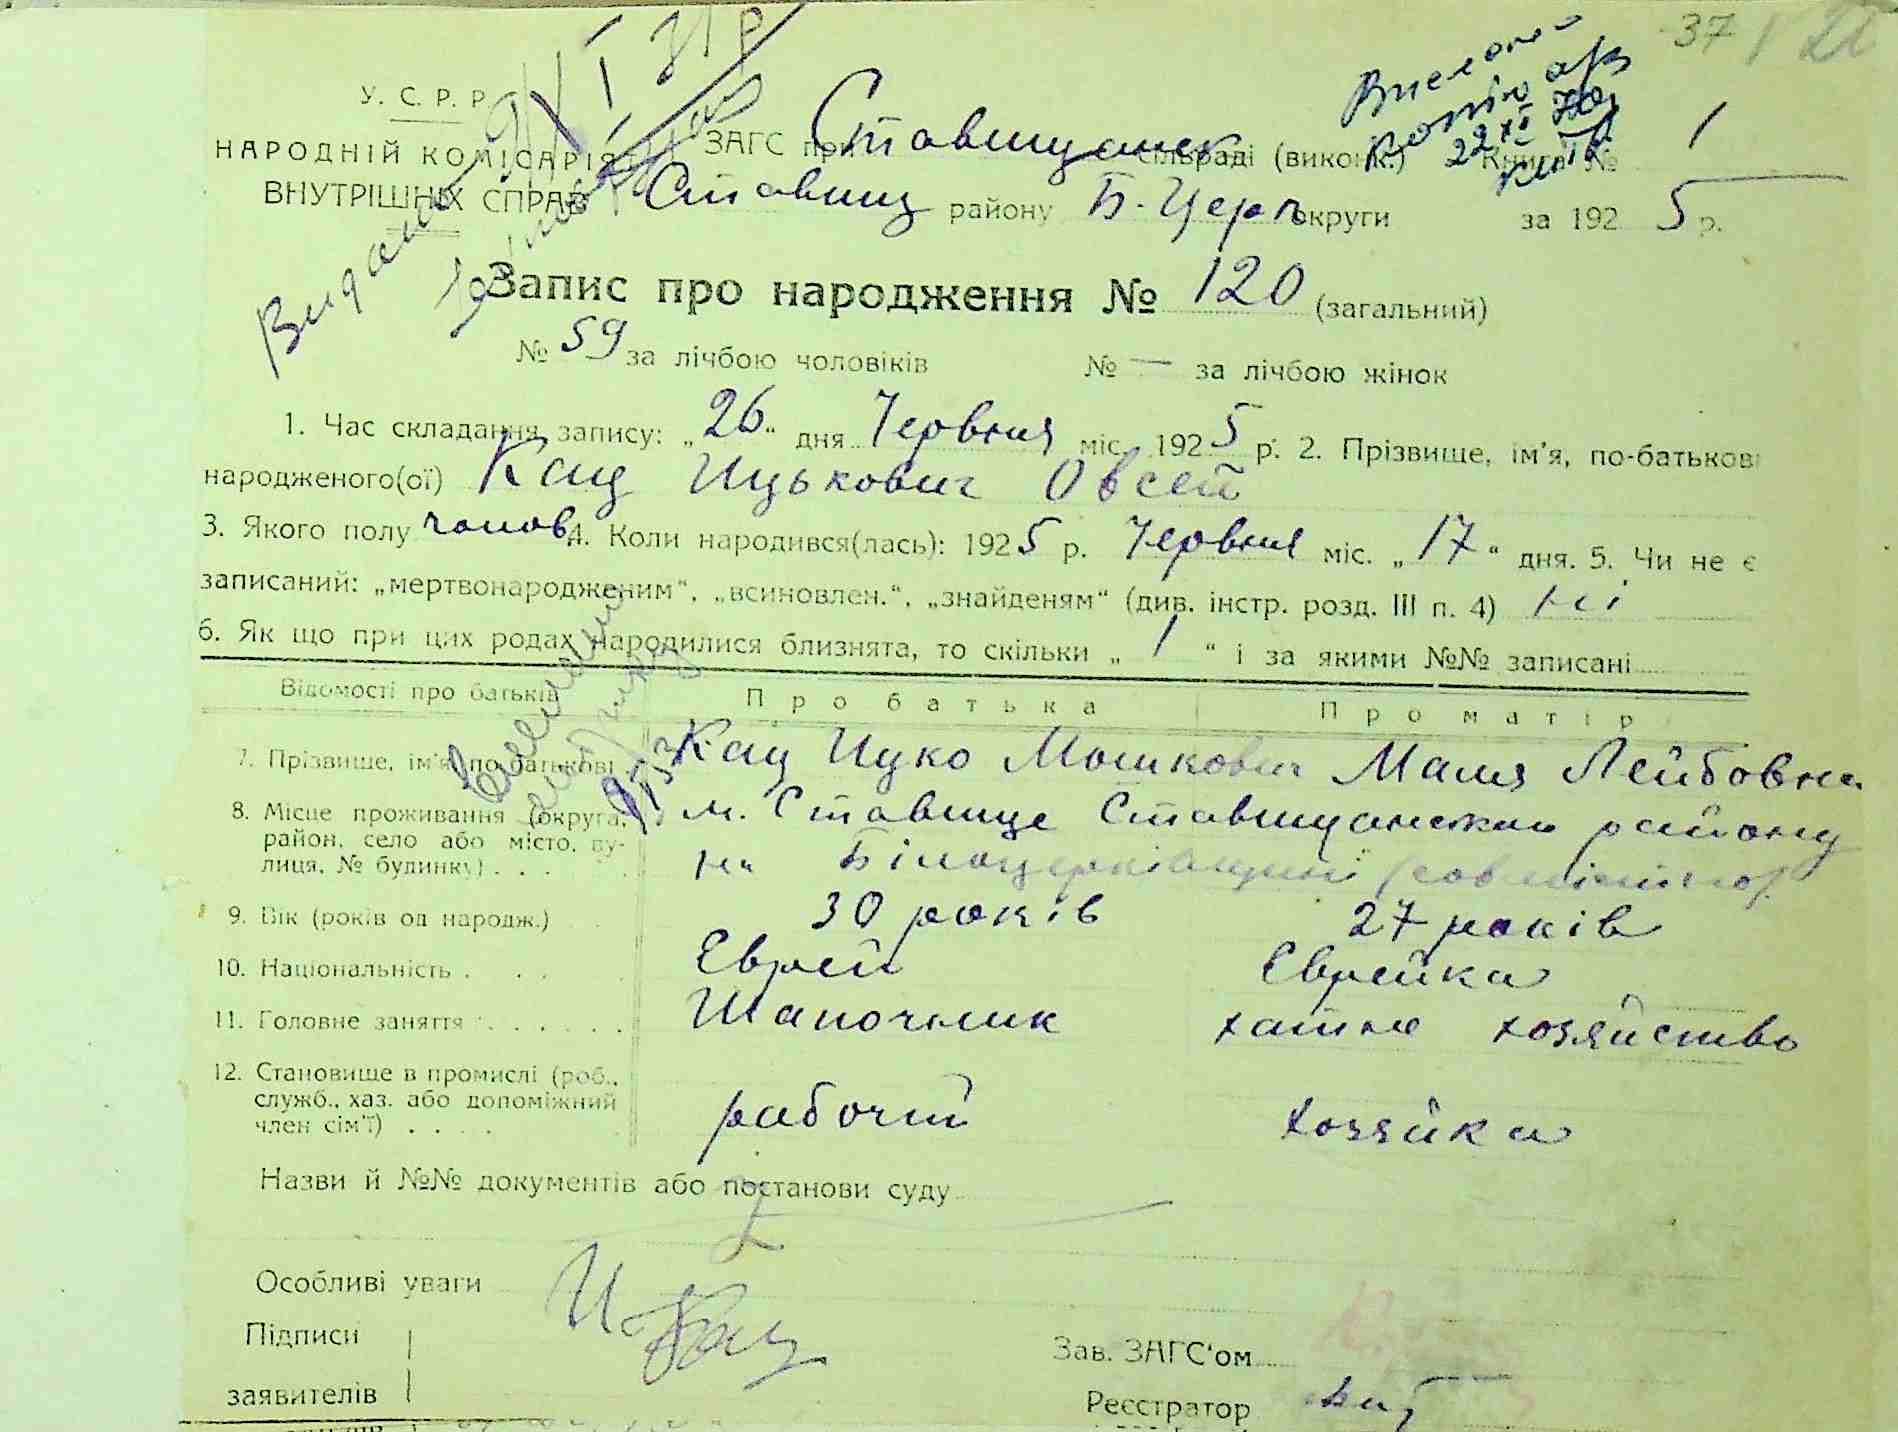 37
У. С. Р. Р.
НАРОДНІЙ КОМІСАРІЯТ
ВНУТРІШНІХ СПРАВ
Видана
ЗАГС при Ставищанск сільраді (виконк.) Книга № 1
Ставищ району Б-Церк округи за 1925 р.
Запис про народження № 120 (загальний)
№ 59 за лічбою чоловіків № — за лічбою жінок
1. Час складання запису: „26“ дня Червня міс. 1925 р. 2. Прізвище, ім'я, по-батькові
народженого(ої) Кац Ицькович Овсей
3. Якого полу чолов. 4. Коли народився(лась): 1925 р. Червня міс. „17“ дня. 5. Чи не є
записаний: „мертвонародженим“, „всиновлен.“, „знайденям“ (див. інстр. розд. III п. 4) ні
6. Як що при цих родах народилися близнята, то скільки „1“ і за якими №№ записані
Відомості про батьків Про батька Про матір
7. Прізвище, ім'я, по-батькові Кац Ицко Мошкович Маля Лейбовна
8. Місце проживання (округа, район, село або місто, вулиця, № будинку) . . . м. Ставище Ставищанскаи району
на Білоцерківщині
9. Вік (років од народж.) 30 років 27 років
10. Національність . . . Еврей Еврейка
11. Головне заняття . . . . . . Шапочник хатне хозяйство
12. Становище в промислі (роб., служб., хаз. або допоміжний член сім'ї) . . . . рабочий хозяйка
Назви й №№ документів або постанови суду
Особливі уваги
Підписи
заявителів
И Кац
Зав. ЗАГС'ом
Реєстратор